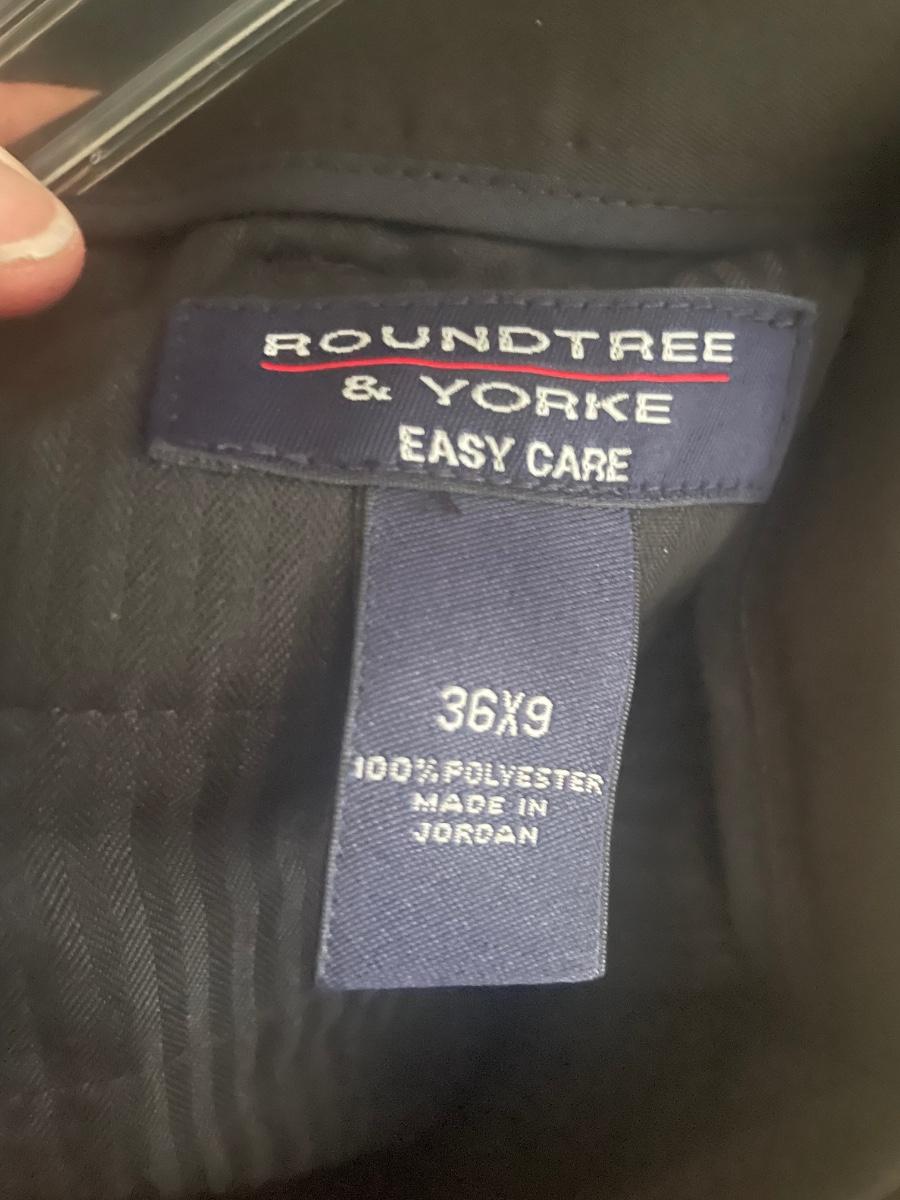 ROUNDTREE
& YORKE
EASY CARE
36X9
100% POLYESTER
MADE IN
JORDAN